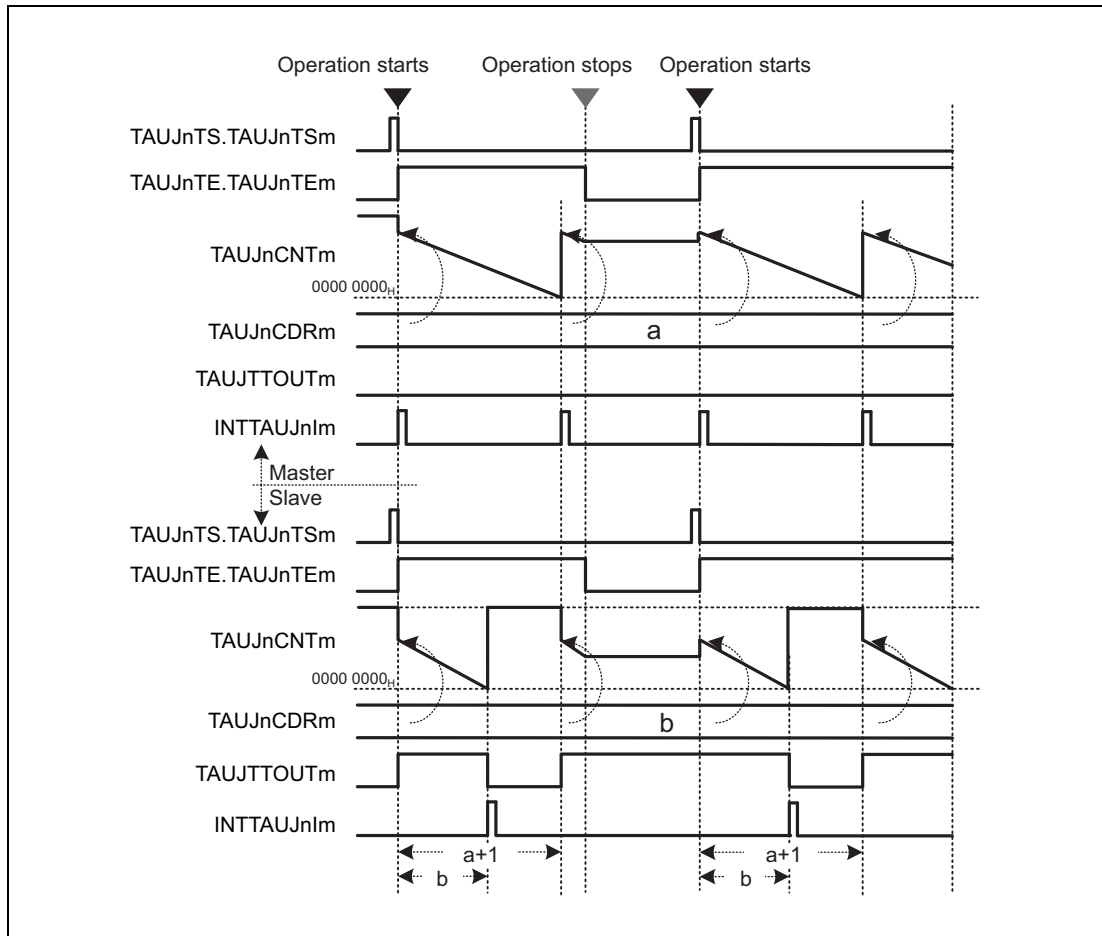 Operation starts Operation stops Operation starts
TAUJnTS.TAUJnTSm
TAUJnTE.TAUJnTEm
TAUJnCNTm
0000 0000H
TAUJnCDRm
a
TAUJTTOUTm
INTTAUJnIm
Master
Slave
TAUJnTS.TAUJnTSm
TAUJnTE.TAUJnTEm
TAUJnCNTm
0000 0000H
TAUJnCDRm
b
TAUJTTOUTm
INTTAUJnIm
a+1 a+1
b b